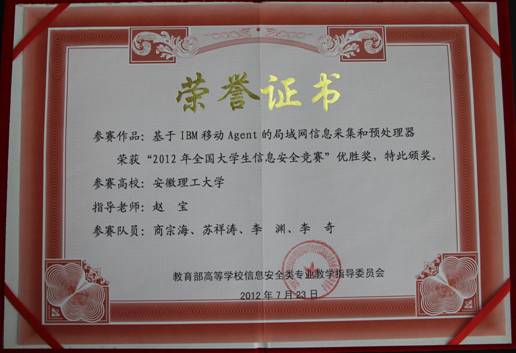 荣誉证书
参赛作品：基于IBM移动Agent的局域网信息采集和预处理器
荣获“2012年全国大学生信息安全竞赛”优胜奖，特此颁奖。
参赛高校：安徽理工大学
指导老师：赵 宝
参赛队员：商宗海、苏祥涛、李 渊、李 奇
教育部高等学校信息安全类专业教学指导委员会
2012年7月23日